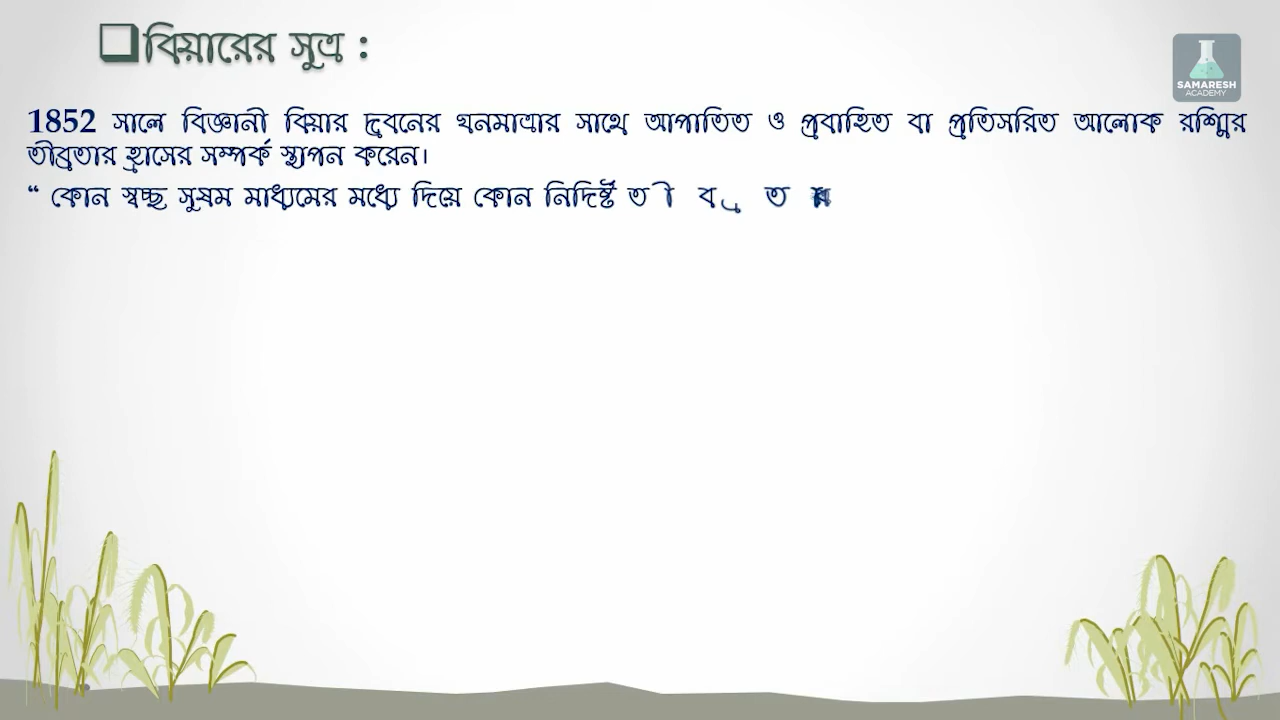 বিয়ারের সুত্র :
SAMARESH
ACADEMY
1852 সালে বিজ্ঞানী বিয়ার দ্রবনের ঘনমাত্রার সাথে আপাতিত ও প্রবাহিত বা প্রতিসরিত আলোক রশ্মির
তীব্রতার হ্রাসের সম্পর্ক স্থাপন করেন।
“ কোন স্বচ্ছ সুষম মাধ্যমের মধ্যে দিয়ে কোন নিদির্ষ্ট তীব্রত